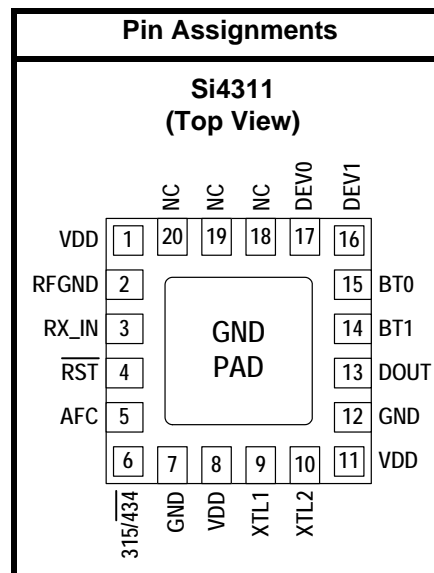 Pin Assignments
Si4311
(Top View)
NC NC NC DEV0 DEV1
VDD 1 20 19 18 17 16
RFGND 2 15 BT0
RX_IN 3 GND 14 BT1
RST 4 PAD 13 DOUT
AFC 5 12 GND
6 7 8 9 10 11 VDD
315/434 GND VDD XTL1 XTL2